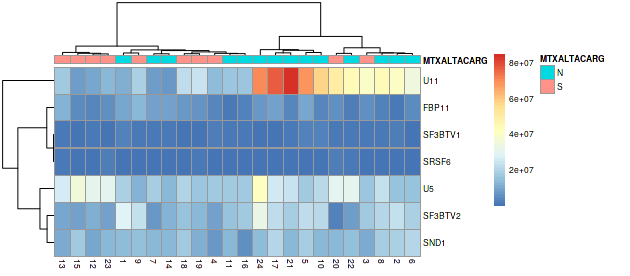 MTXALTACARG
MTXALTACARG
N
S
U11
FBP11
SF3BTV1
SRSF6
U5
SF3BTV2
SND1
8e+07
6e+07
4e+07
2e+07
13 15 12 23 1 9 7 14 18 19 4 11 16 24 17 21 5 10 20 22 3 8 2 6